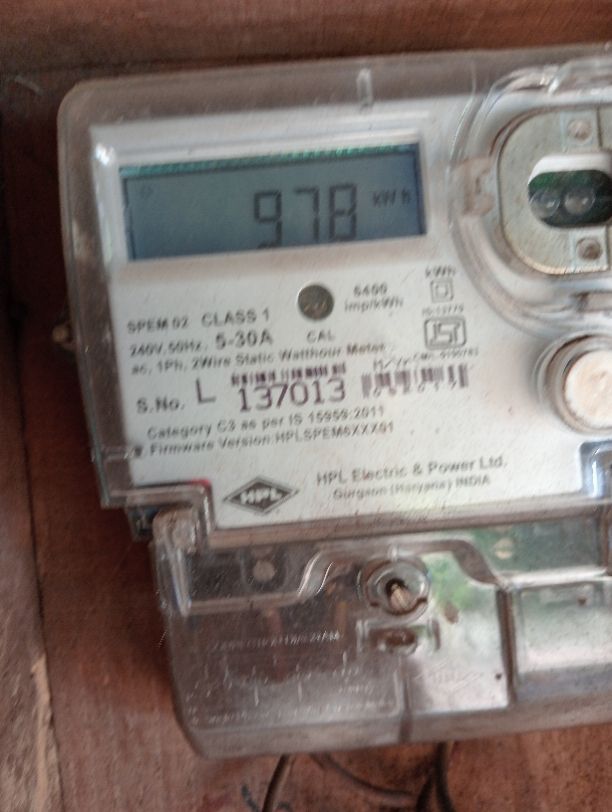 978 kWh
6400
imp/kWh
kWh
SPEM 02 CLASS 1
240V, 50Hz, 5-30A CAL
ac, 1Ph, 2Wire Static Watthour Meter
S.No. L 137013
Category C3 as per IS 15959:2011
Firmware Version:HPLSPEM5XXX01
HPL
HPL Electric & Power Ltd.
Gurgaon (Haryana) INDIA